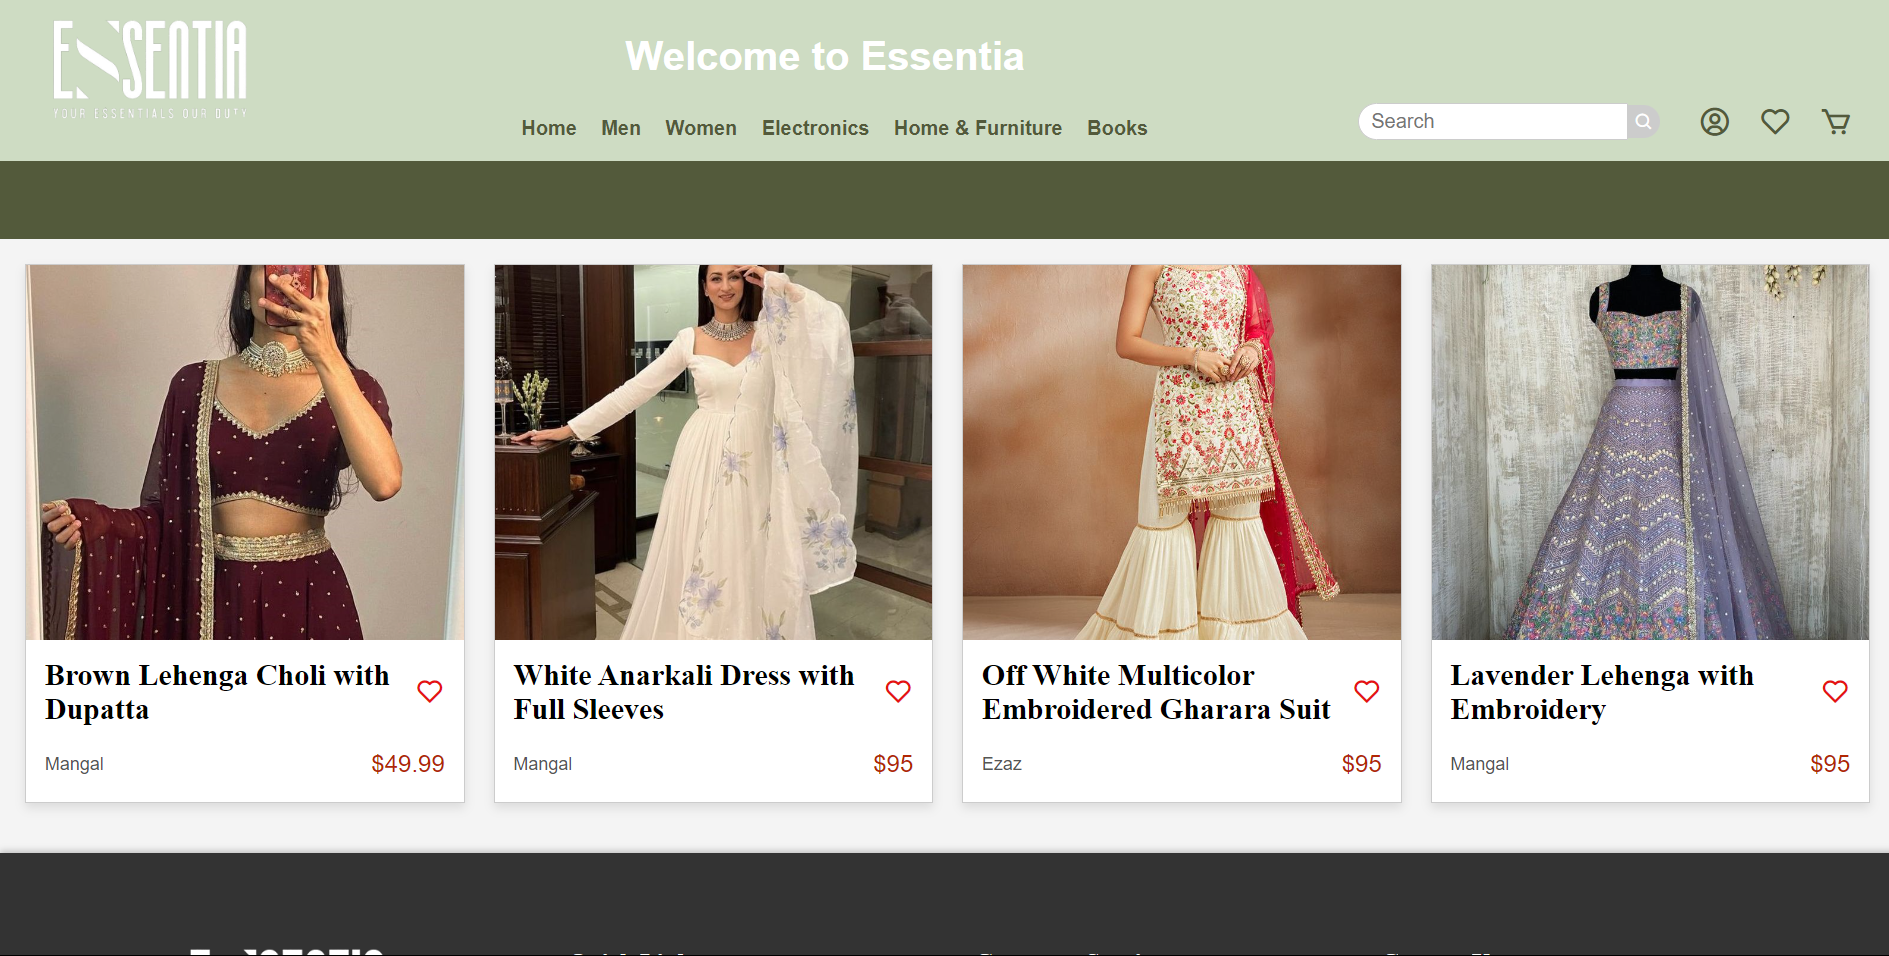 ESSENTIA
YOUR ESSENTIALS OUR DUTY
Welcome to Essentia
Home Men Women Electronics Home & Furniture Books
Search
Brown Lehenga Choli with
Dupatta
Mangal
$49.99
White Anarkali Dress with
Full Sleeves
Mangal
$95
Off White Multicolor
Embroidered Gharara Suit
Ezaz
$95
Lavender Lehenga with
Embroidery
Mangal
$95